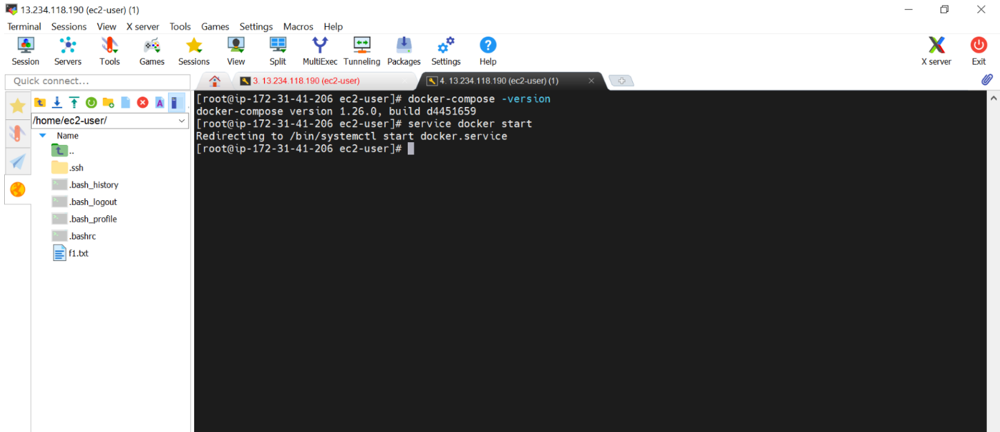 13.234.118.190 (ec2-user) (1)
Terminal Sessions View X server Tools Games Settings Macros Help
Session Servers Tools Games Sessions View Split MultiExec Tunneling Packages Settings Help X server Exit
Quick connect...
3. 13.234.118.190 (ec2-user)
4. 13.234.118.190 (ec2-user) (1)
/home/ec2-user/
Name
..
.ssh
.bash_history
.bash_logout
.bash_profile
.bashrc
f1.txt
[root@ip-172-31-41-206 ec2-user]# docker-compose -version
docker-compose version 1.26.0, build d4451659
[root@ip-172-31-41-206 ec2-user]# service docker start
Redirecting to /bin/systemctl start docker.service
[root@ip-172-31-41-206 ec2-user]#